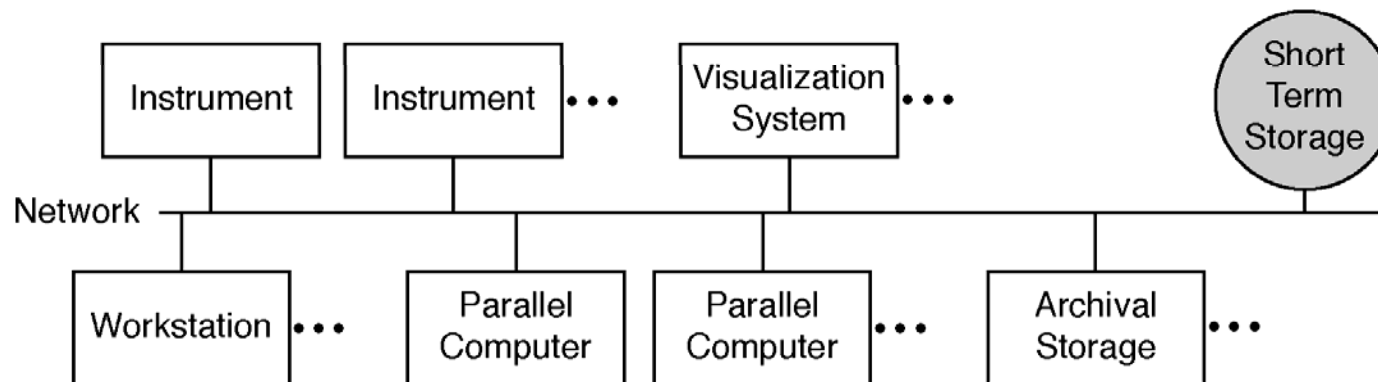 Instrument
Instrument
Visualization
System
Short
Term
Storage
Network
Workstation
Parallel
Computer
Parallel
Computer
Archival
Storage